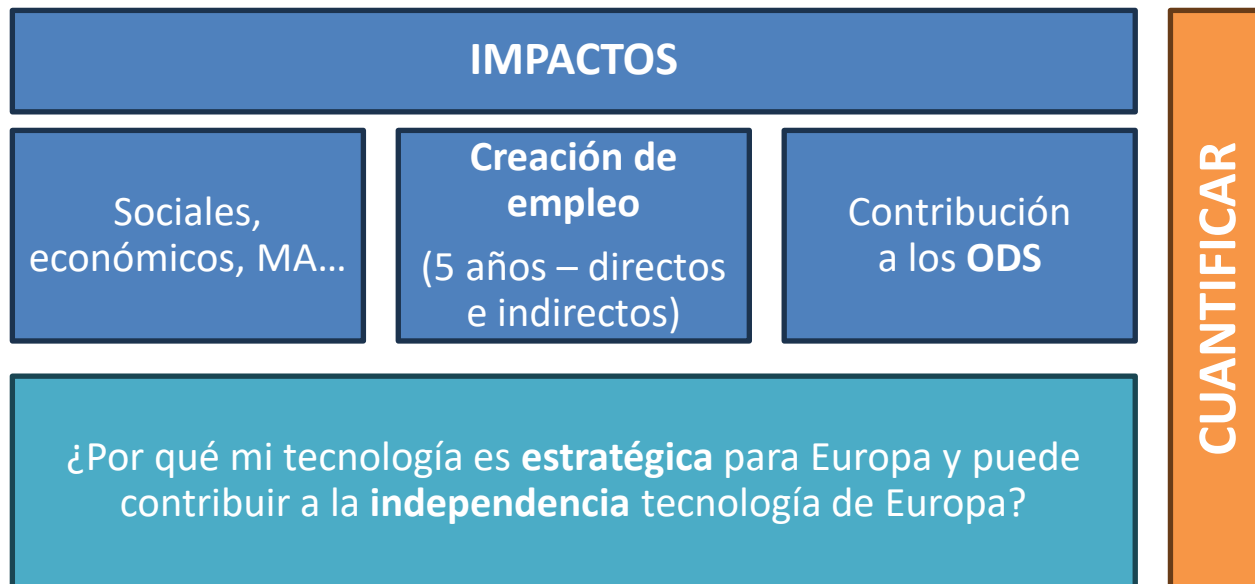 IMPACTOS
Sociales,
económicos, MA…
Creación de
empleo
(5 años – directos
e indirectos)
Contribución
a los ODS
¿Por qué mi tecnología es estratégica para Europa y puede
contribuir a la independencia tecnología de Europa?
CUANTIFICAR